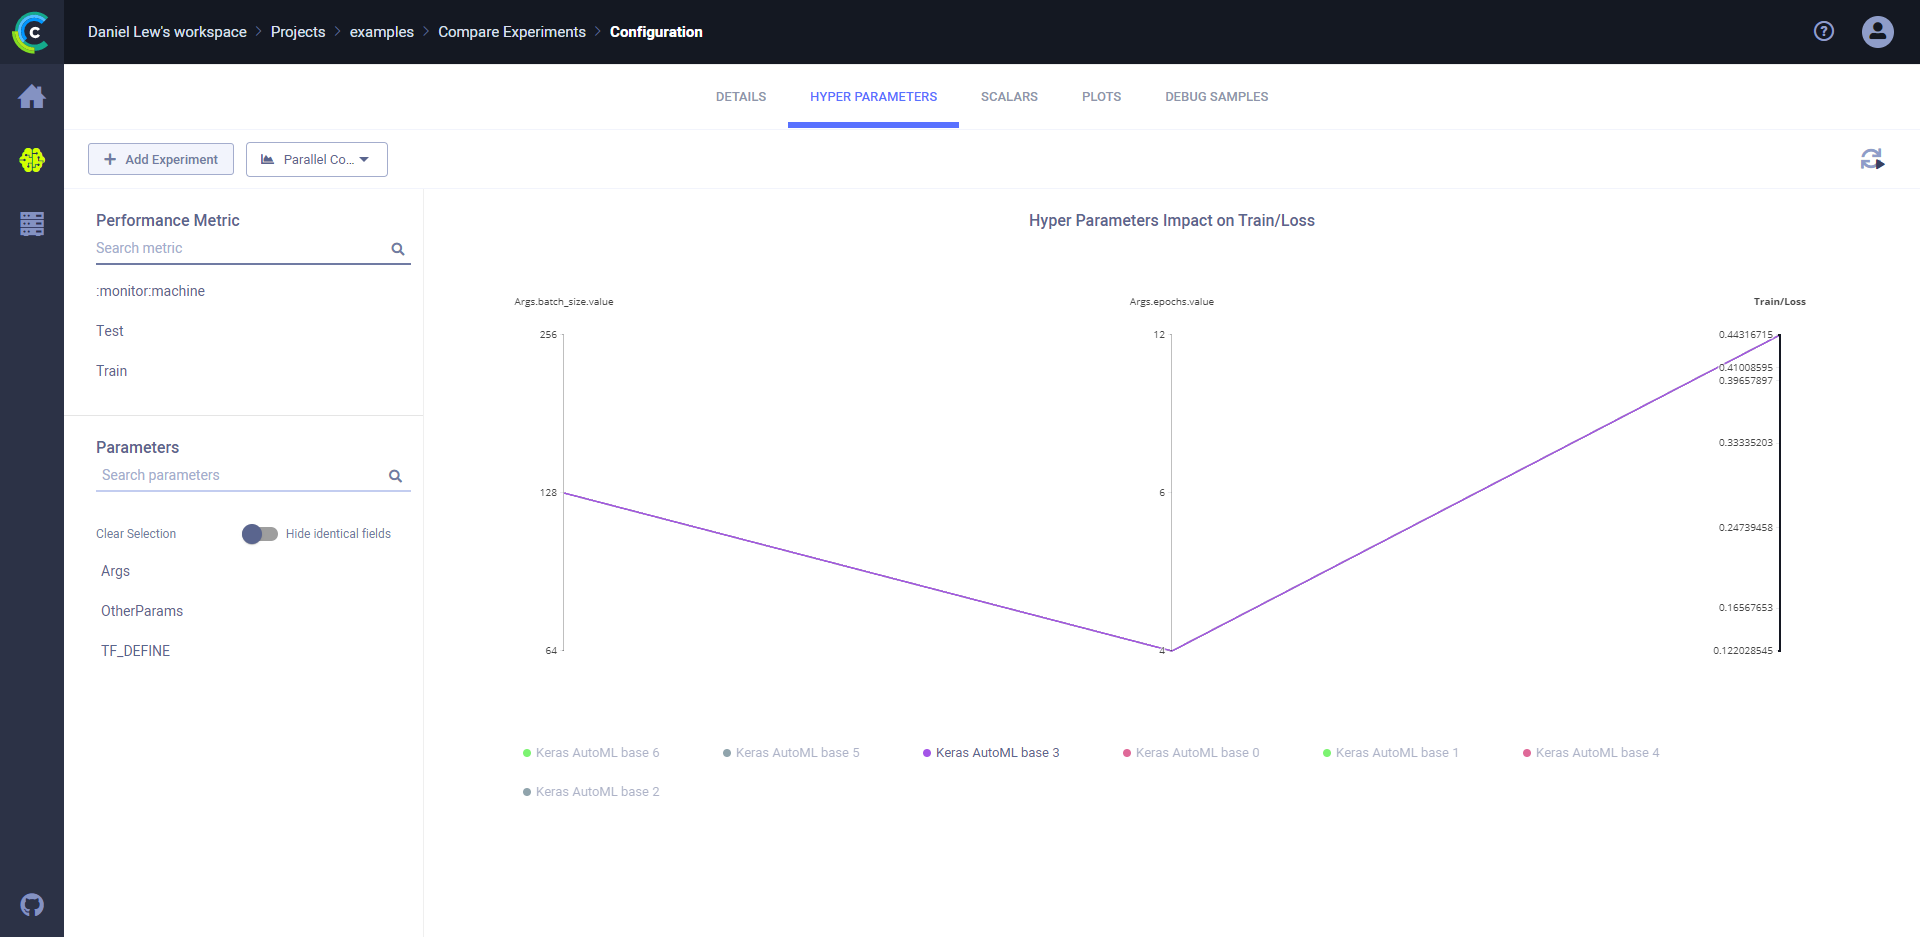 Daniel Lew's workspace > Projects > examples > Compare Experiments > Configuration
DETAILS HYPER PARAMETERS SCALARS PLOTS DEBUG SAMPLES
Add Experiment Parallel Co...
Performance Metric
Search metric
:monitor:machine
Test
Train
Parameters
Search parameters
Clear Selection Hide identical fields
Args
OtherParams
TF_DEFINE
Hyper Parameters Impact on Train/Loss
Args.batch_size.value Args.epochs.value Train/Loss
256 12 0.44316715
0.41008595
0.39657897
0.33335203
128 6
0.24739458
0.16567653
64 4 0.122028545
Keras AutoML base 6 Keras AutoML base 5 Keras AutoML base 3 Keras AutoML base 0 Keras AutoML base 1 Keras AutoML base 4
Keras AutoML base 2